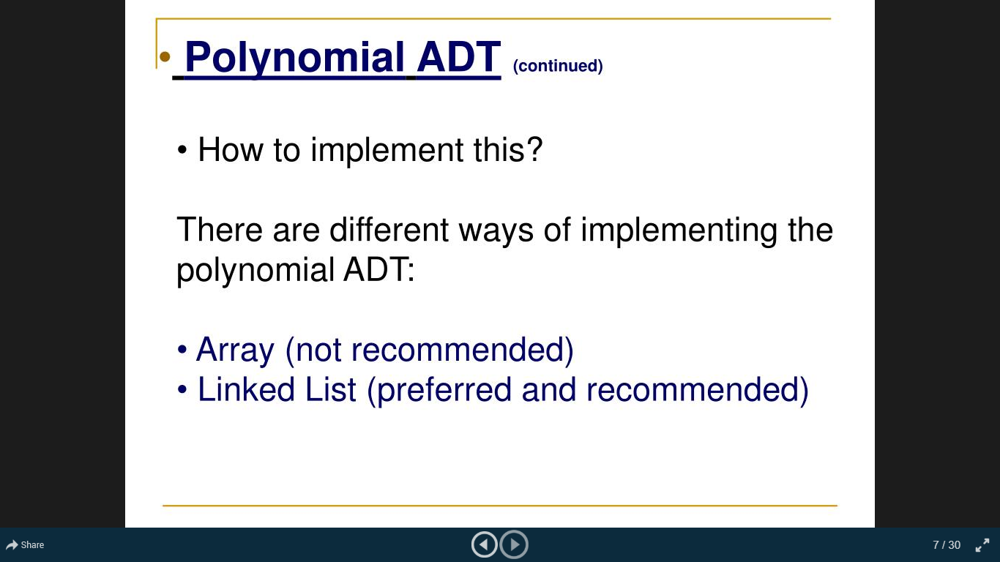 • Polynomial ADT (continued)
• How to implement this?
There are different ways of implementing the
polynomial ADT:
• Array (not recommended)
• Linked List (preferred and recommended)
Share
7 / 30